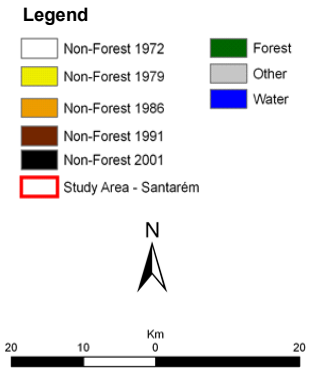 Legend
Non-Forest 1972
Non-Forest 1979
Non-Forest 1986
Non-Forest 1991
Non-Forest 2001
Study Area - Santarém
Forest
Other
Water
N
Km
20 10 0 20